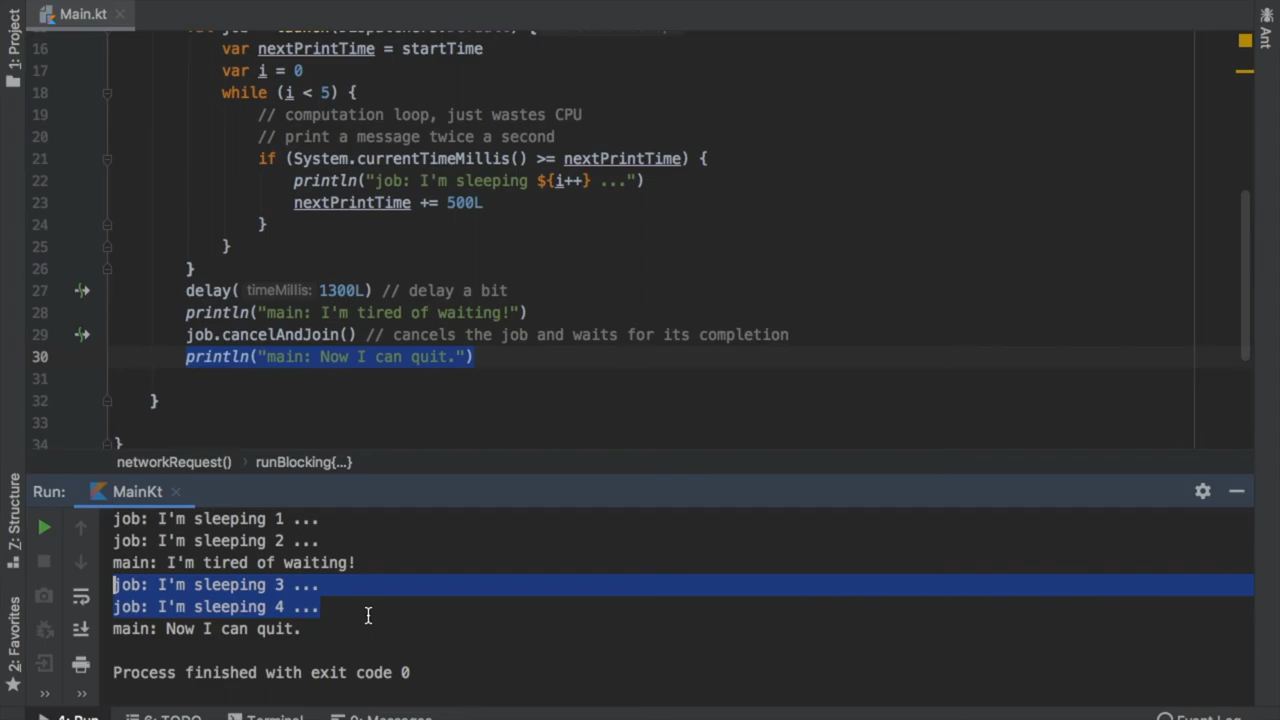 Main.kt
1: Project
Ant
16 var nextPrintTime = startTime
17 var i = 0
18 while (i < 5) {
19 // computation loop, just wastes CPU
20 // print a message twice a second
21 if (System.currentTimeMillis() >= nextPrintTime) {
22 println("job: I'm sleeping ${i++} ...")
23 nextPrintTime += 500L
24 }
25 }
26 }
27 delay( timeMillis: 1300L) // delay a bit
28 println("main: I'm tired of waiting!")
29 job.cancelAndJoin() // cancels the job and waits for its completion
30 println("main: Now I can quit.")
31
32 }
33
34 }
networkRequest() › runBlocking{...}
Run: MainKt
Z: Structure
2: Favorites
job: I'm sleeping 1 ...
job: I'm sleeping 2 ...
main: I'm tired of waiting!
job: I'm sleeping 3 ...
job: I'm sleeping 4 ...
main: Now I can quit.
Process finished with exit code 0
4: Run 6: TODO Terminal 0: Messages Event Log